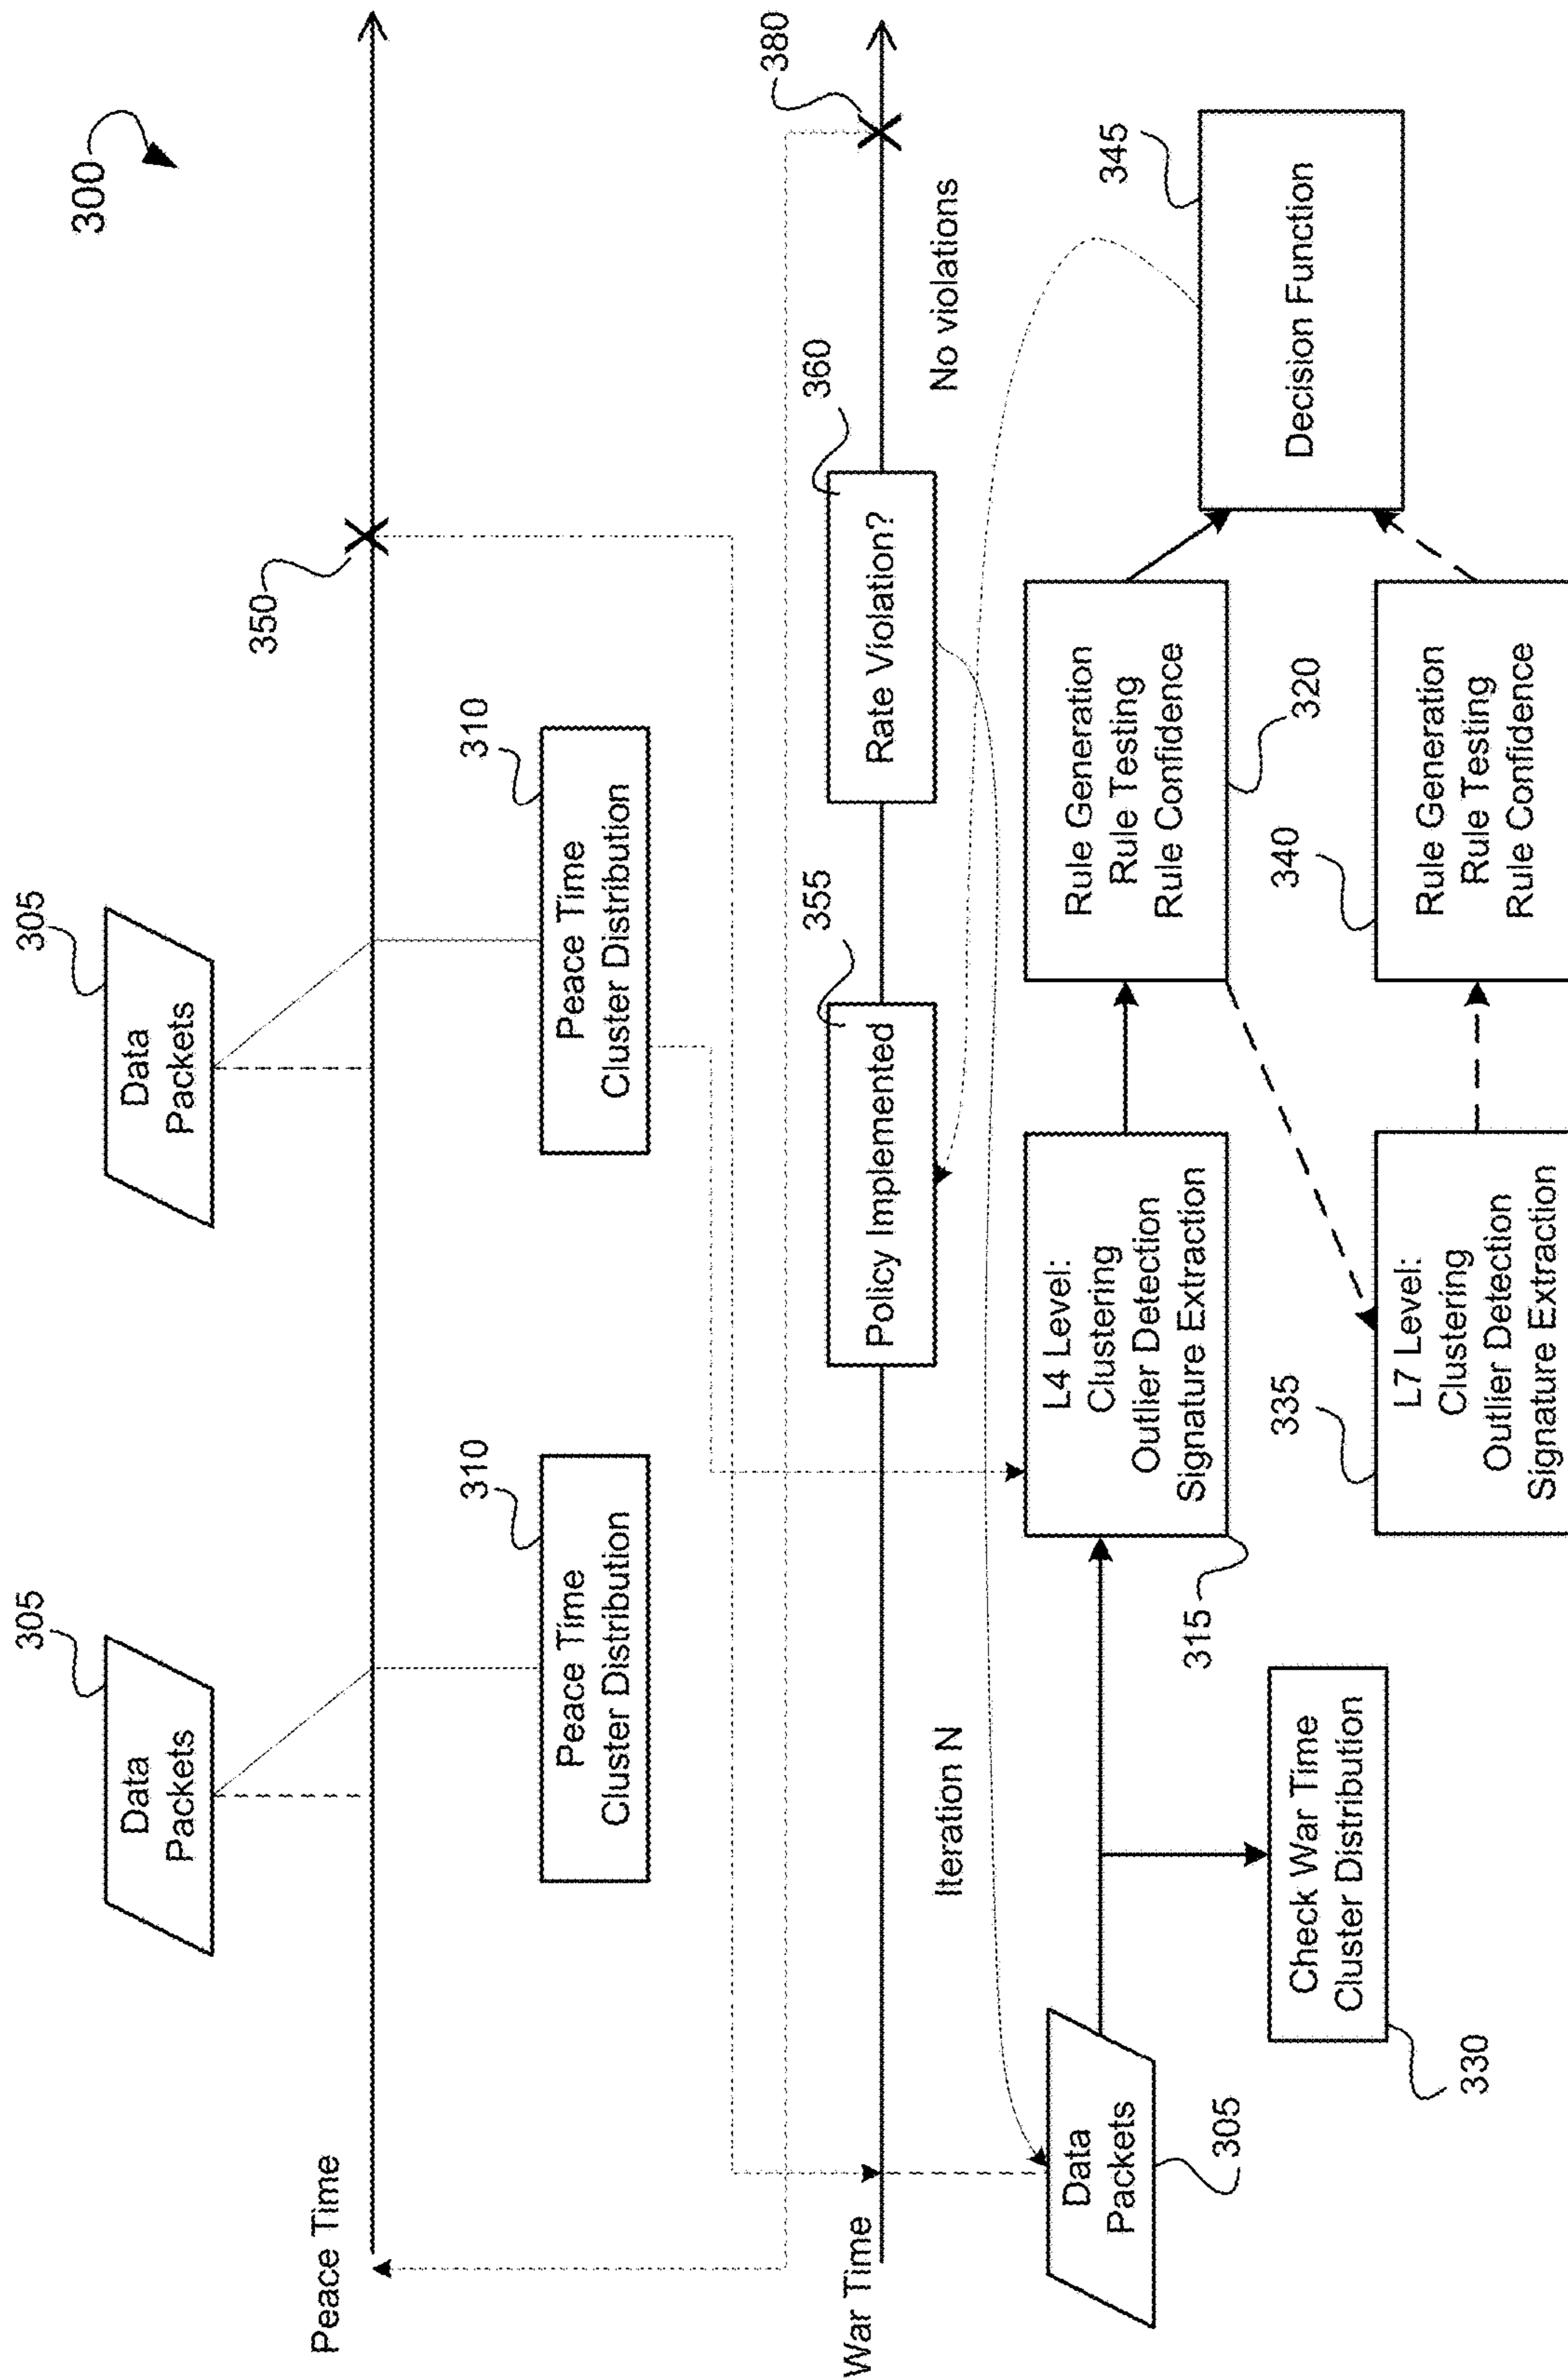 300
305
Data
Packets
305
Data
Packets
Peace Time
350
310
Peace Time
Cluster Distribution
310
Peace Time
Cluster Distribution
War Time
355
Policy Implemented
360
Rate Violation?
380
Iteration N
No violations
Data
Packets
305
L4 Level:
Clustering
Outlier Detection
Signature Extraction
315
Rule Generation
Rule Testing
Rule Confidence
320
345
Decision Function
Check War Time
Cluster Distribution
330
335
L7 Level:
Clustering
Outlier Detection
Signature Extraction
340
Rule Generation
Rule Testing
Rule Confidence